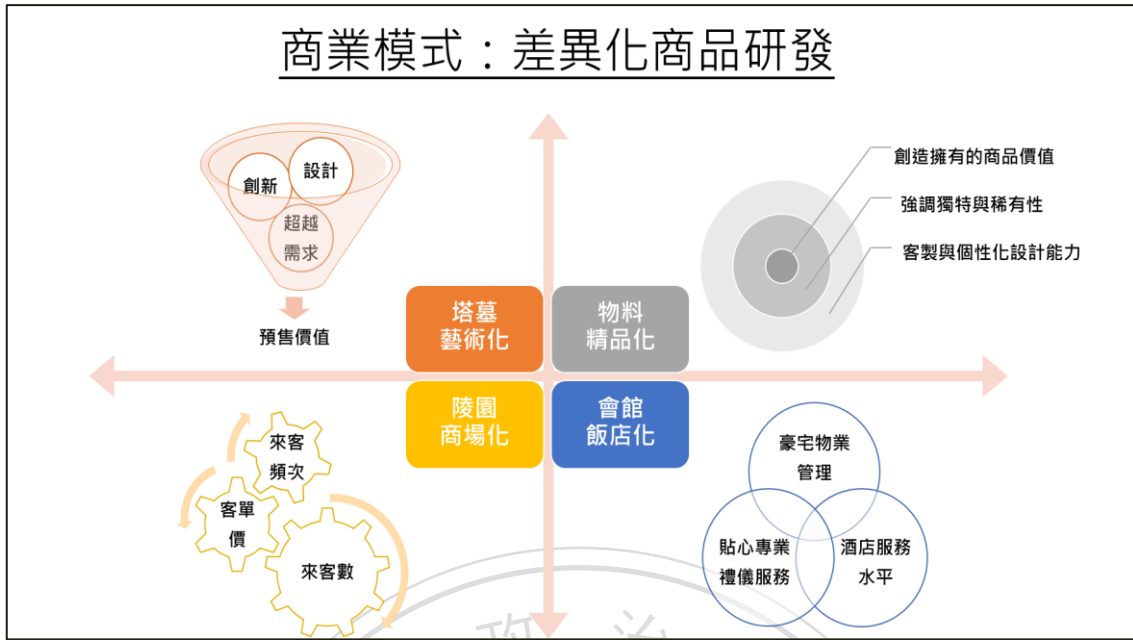 商業模式：差異化商品研發
創新
設計
超越
需求
預售價值
創造擁有的商品價值
強調獨特與稀有性
客製與個性化設計能力
塔墓
藝術化
物料
精品化
陵園
商場化
會館
飯店化
來客
頻次
客單
價
來客數
豪宅物業
管理
貼心專業
禮儀服務
酒店服務
水平
政 治